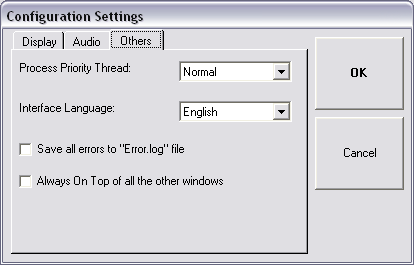 Configuration Settings
Display Audio Others
Process Priority Thread: Normal
Interface Language: English
Save all errors to "Error.log" file
Always On Top of all the other windows
OK
Cancel